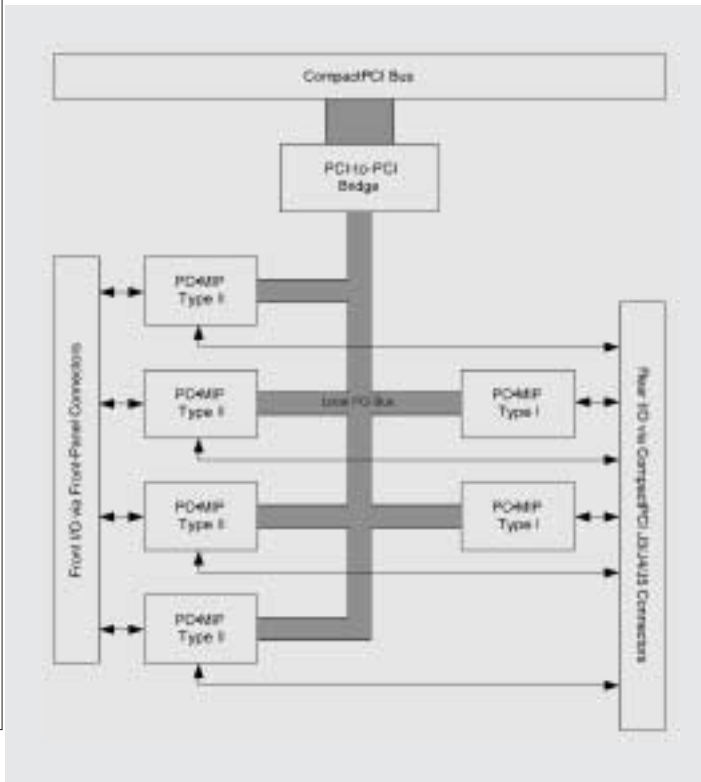 CompactPCI Bus
PCI-to-PCI
Bridge
PC•MIP
Type II
PC•MIP
Type II
Local PCI Bus
PC•MIP
Type I
PC•MIP
Type II
PC•MIP
Type I
PC•MIP
Type II
Front I/O via Front-Panel Connectors
Rear I/O via CompactPCI J3/J4/J5 Connectors